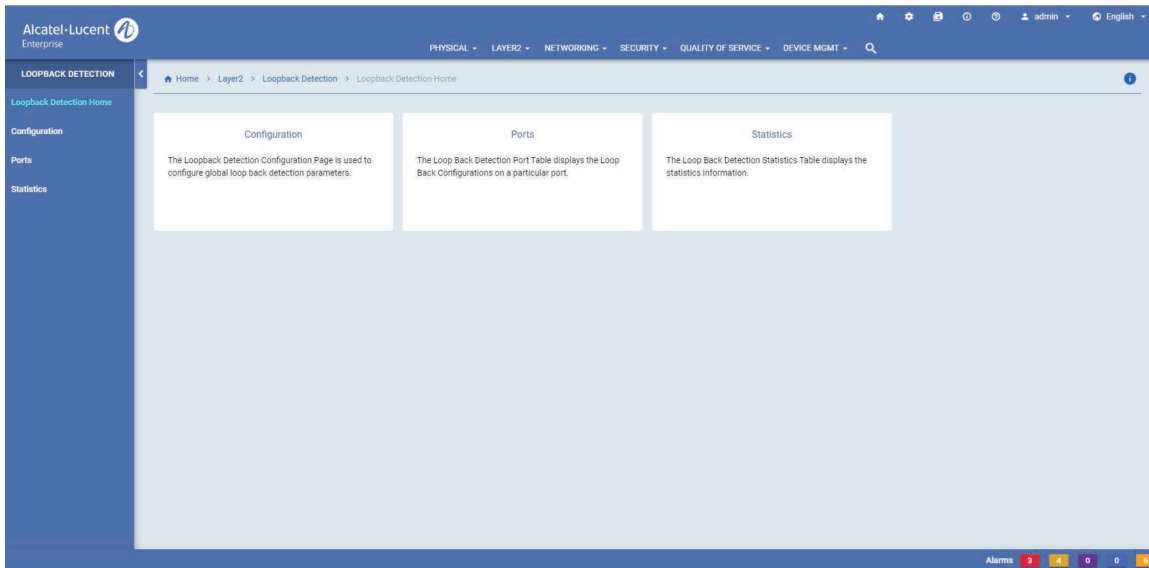 Alcatel·Lucent
Enterprise
admin
English
PHYSICAL
LAYER2
NETWORKING
SECURITY
QUALITY OF SERVICE
DEVICE MGMT
LOOPBACK DETECTION
Home > Layer2 > Loopback Detection > Loopback Detection Home
Loopback Detection Home
Configuration
Ports
Statistics
Configuration
The Loopback Detection Configuration Page is used to
configure global loop back detection parameters.
Ports
The Loop Back Detection Port Table displays the Loop
Back Configurations on a particular port.
Statistics
The Loop Back Detection Statistics Table displays the
statistics information.
Alarms 3 4 0 0 6